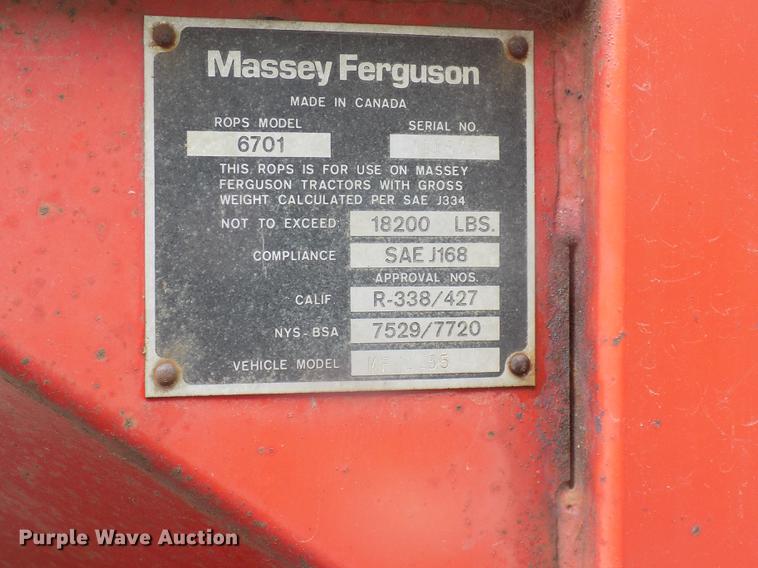 Massey Ferguson
MADE IN CANADA
ROPS MODEL SERIAL NO.
6701
THIS ROPS IS FOR USE ON MASSEY
FERGUSON TRACTORS WITH GROSS
WEIGHT CALCULATED PER SAE J334
NOT TO EXCEED 18200 LBS.
COMPLIANCE SAE J168
APPROVAL NOS.
CALIF. R-338/427
NYS-BSA 7529/7720
VEHICLE MODEL
Purple Wave Auction